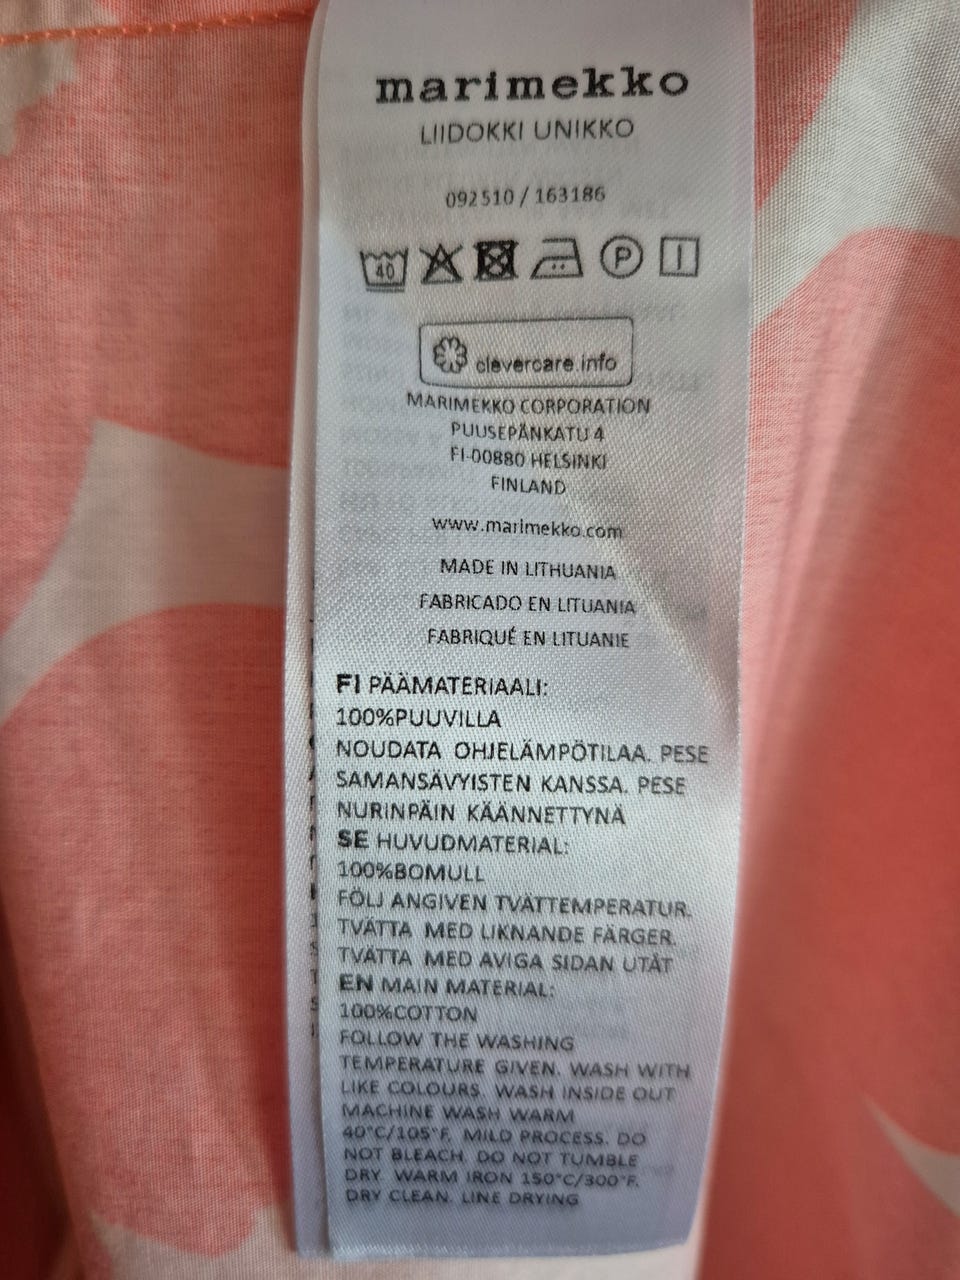 marimekko
LIIDOKKI UNIKKO
092510 / 163186
40 P
clevercare.info
MARIMEKKO CORPORATION
PUUSEPÄNKATU 4
FI-00880 HELSINKI
FINLAND
www.marimekko.com
MADE IN LITHUANIA
FABRICADO EN LITUANIA
FABRIQUÉ EN LITUANIE
FI PÄÄMATERIAALI:
100%PUUVILLA
NOUDATA OHJELÄMPÖTILAA. PESE
SAMANSÄVYISTEN KANSSA. PESE
NURINPÄIN KÄÄNNETTYNÄ
SE HUVUDMATERIAL:
100%BOMULL
FÖLJ ANGIVEN TVÄTTEMPERATUR.
TVÄTTA MED LIKNANDE FÄRGER.
TVÄTTA MED AVIGA SIDAN UTÅT
EN MAIN MATERIAL:
100%COTTON
FOLLOW THE WASHING
TEMPERATURE GIVEN. WASH WITH
LIKE COLOURS. WASH INSIDE OUT
MACHINE WASH WARM
40°C/105°F, MILD PROCESS. DO
NOT BLEACH. DO NOT TUMBLE
DRY. WARM IRON 150°C/300°F.
DRY CLEAN. LINE DRYING